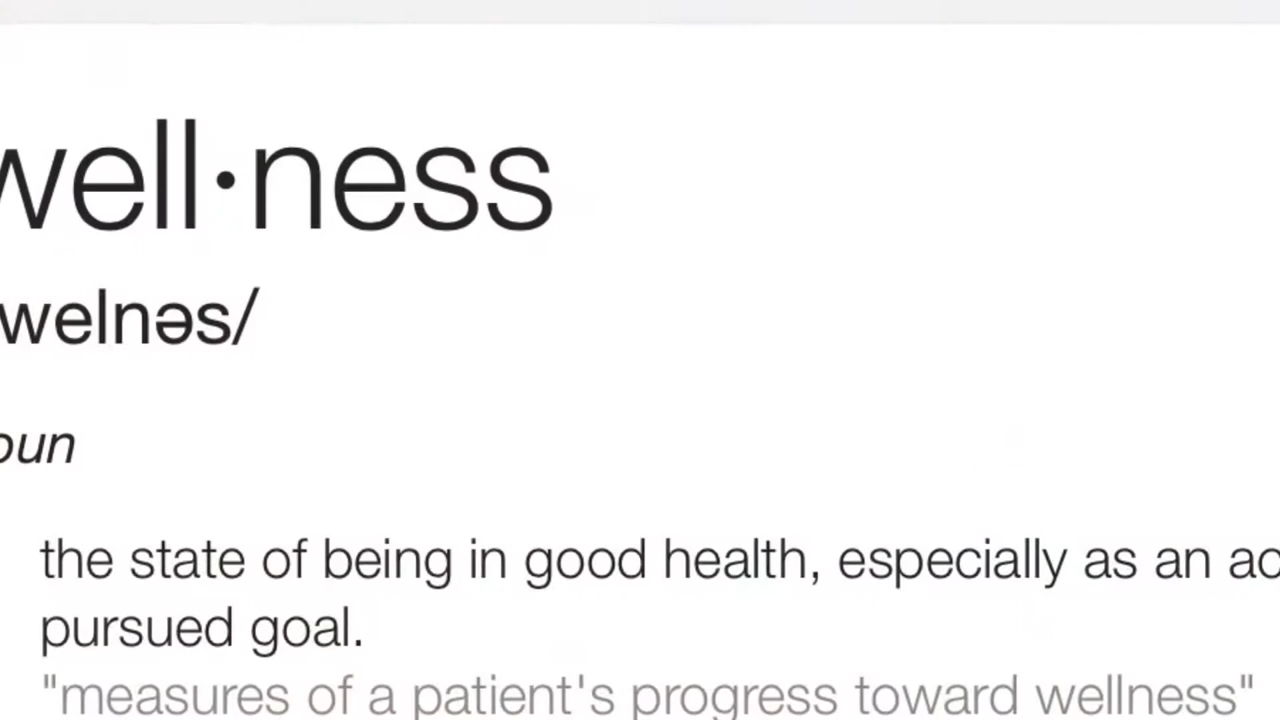 well·ness
welnəs/
oun
the state of being in good health, especially as an ac
pursued goal.
"measures of a patient's progress toward wellness"